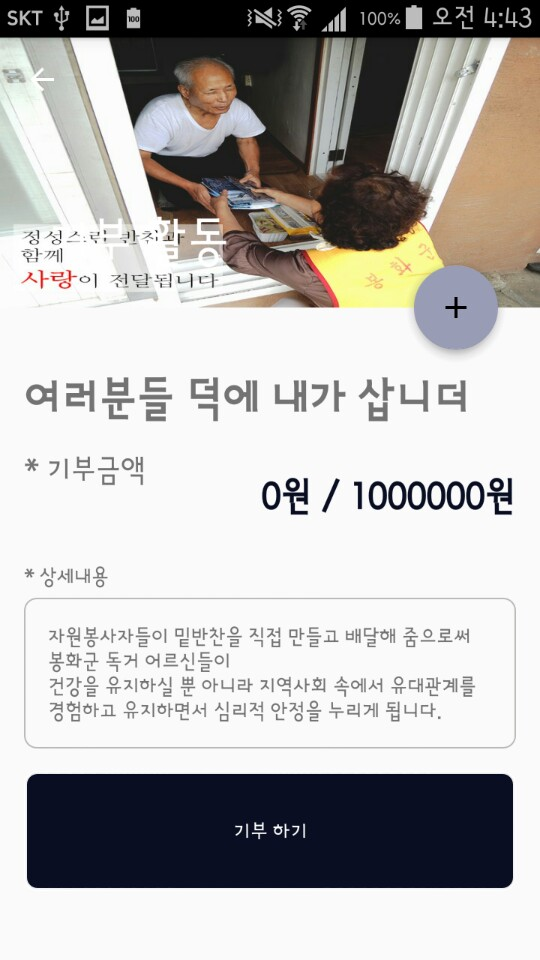 SKT 100 100% 오전 4:43
부 활동
정성스런 반찬과
함께
사랑이 전달됩니다
봉화군
+
여러분들 덕에 내가 삽니더
* 기부금액
0원 / 1000000원
* 상세내용
자원봉사자들이 밑반찬을 직접 만들고 배달해 줌으로써
봉화군 독거 어르신들이
건강을 유지하실 뿐 아니라 지역사회 속에서 유대관계를
경험하고 유지하면서 심리적 안정을 누리게 됩니다.
기부 하기